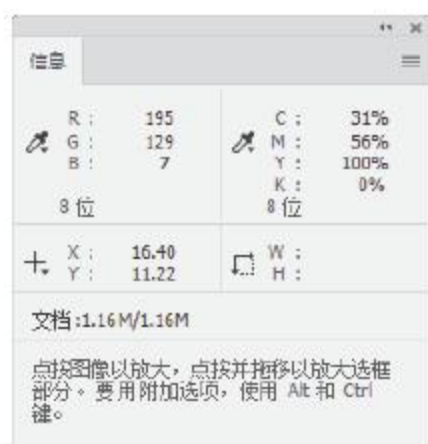 信息
R: 195 C: 31%
G: 129 M: 56%
B: 7 Y: 100%
K: 0%
8 位 8 位
X: 16.40 W:
Y: 11.22 H:
文档:1.16M/1.16M
点按图像以放大，点按并拖移以放大选框
部分。要用附加选项，使用 Alt 和 Ctrl
键。